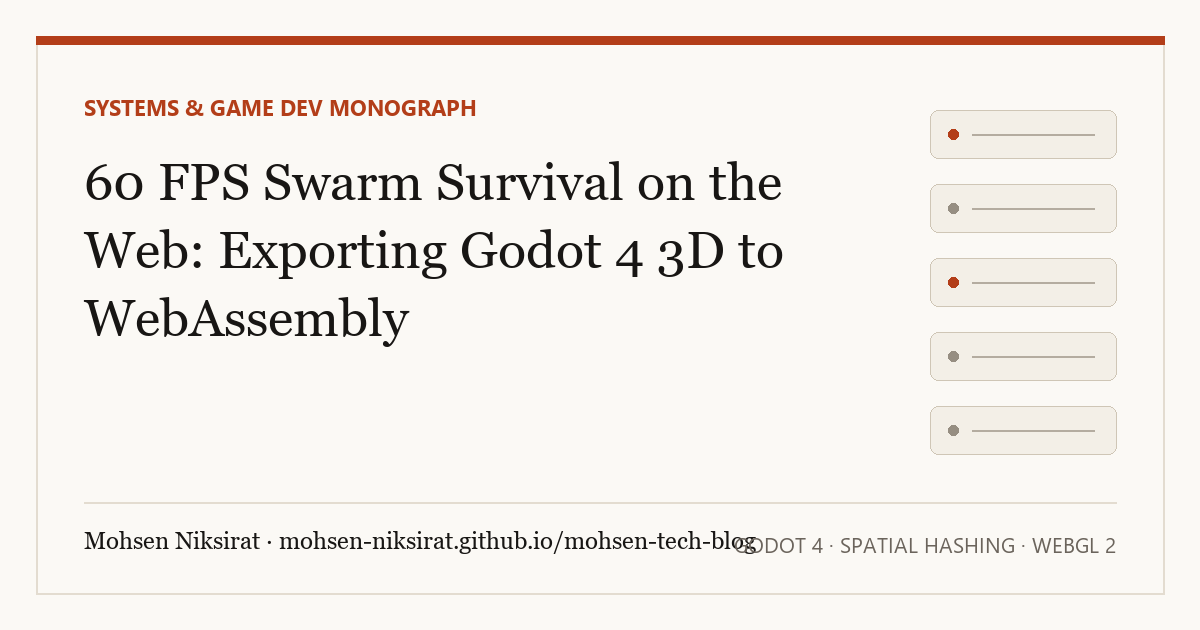 SYSTEMS & GAME DEV MONOGRAPH
60 FPS Swarm Survival on the
Web: Exporting Godot 4 3D to
WebAssembly
Mohsen Niksirat · mohsen-niksirat.github.io/mohsen-tech-blog
GODOT 4 · SPATIAL HASHING · WEBGL 2